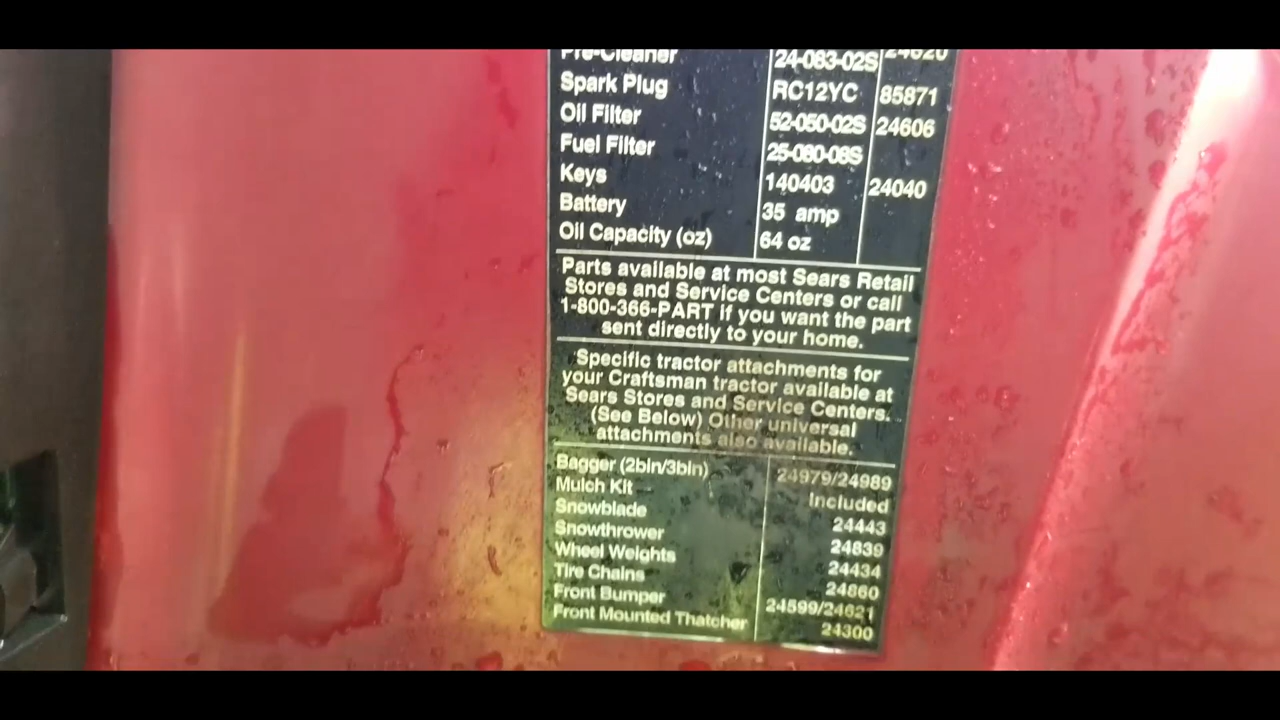 Pre-Cleaner 24-083-02S 24620
Spark Plug RC12YC 85871
Oil Filter 52-050-02S 24606
Fuel Filter 25-080-08S
Keys 140403 24040
Battery 35 amp
Oil Capacity (oz) 64 oz
Parts available at most Sears Retail
Stores and Service Centers or call
1-800-366-PART if you want the part
sent directly to your home.
Specific tractor attachments for
your Craftsman tractor available at
Sears Stores and Service Centers.
(See Below) Other universal
attachments also available.
Bagger (2bin/3bin) 24979/24989
Mulch Kit Included
Snowblade 24443
Snowthrower 24839
Wheel Weights 24434
Tire Chains 24860
Front Bumper 24599/24621
Front Mounted Thatcher 24300